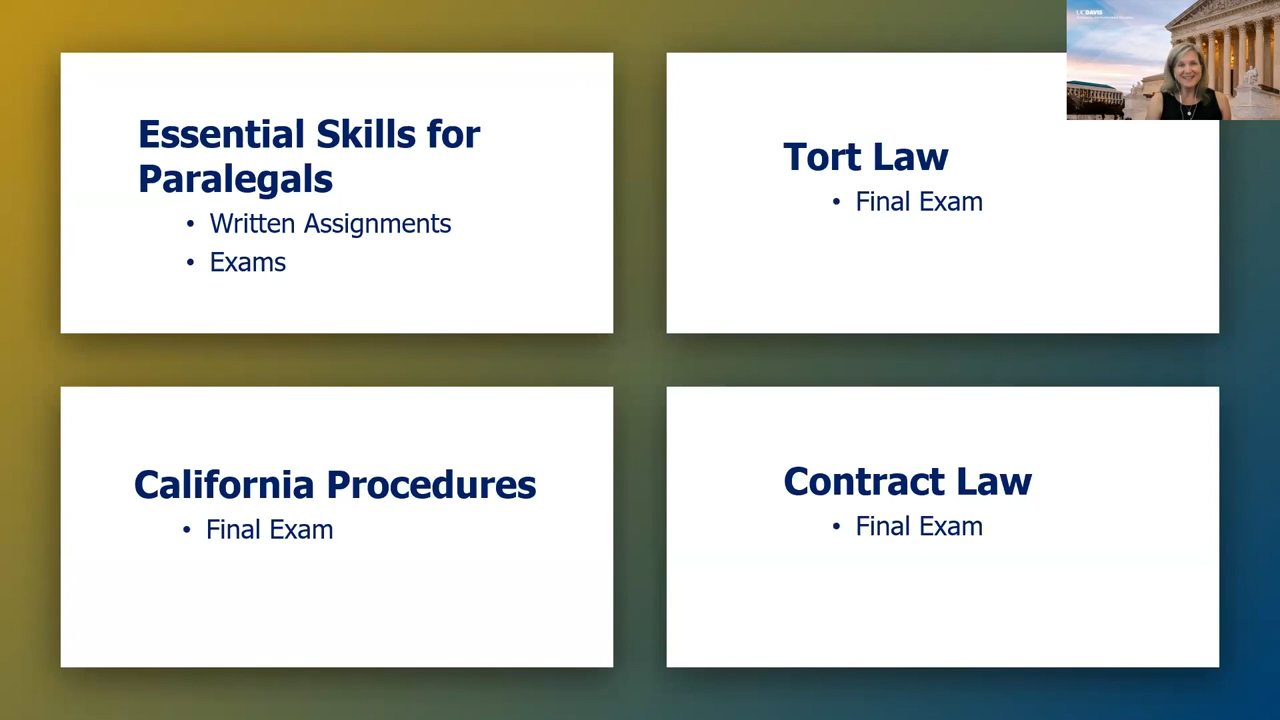 Essential Skills for
Paralegals
• Written Assignments
• Exams
Tort Law
• Final Exam
UCDAVIS
California Procedures
• Final Exam
Contract Law
• Final Exam